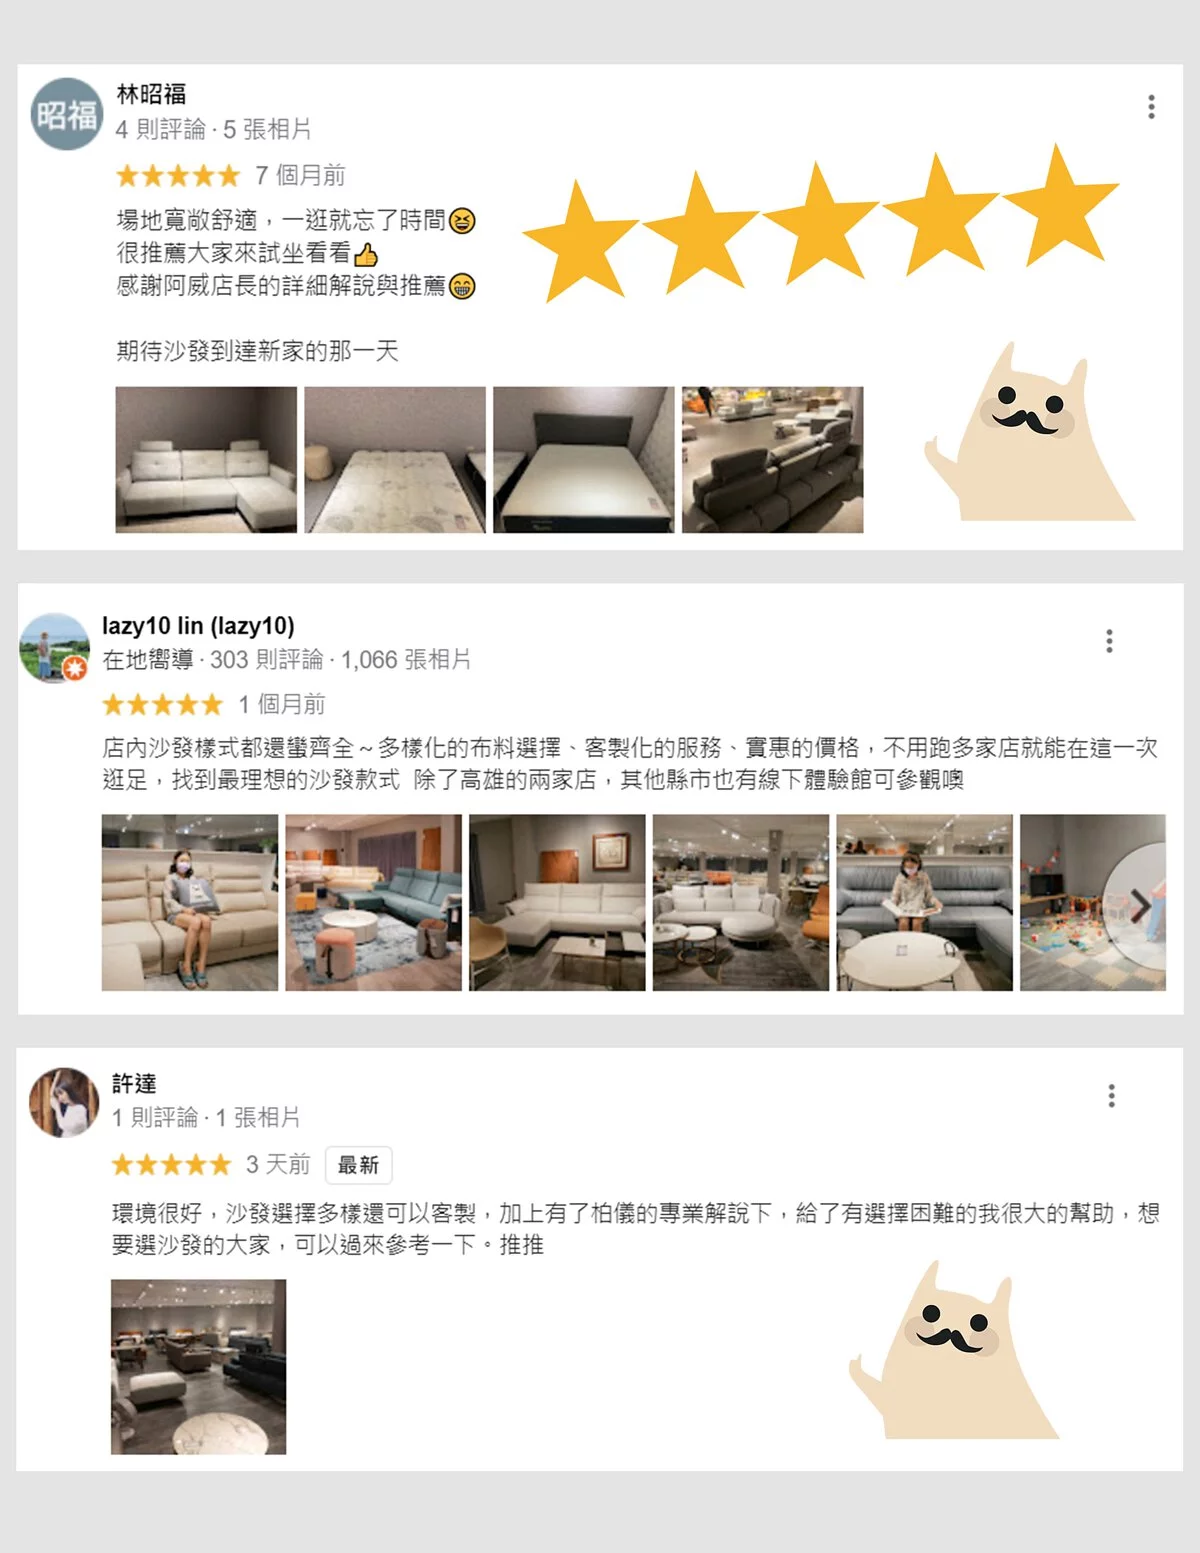 昭福
林昭福
4 則評論 · 5 張相片
7 個月前
場地寬敞舒適，一逛就忘了時間😆
很推薦大家來試坐看看👍
感謝阿威店長的詳細解說與推薦😁
期待沙發到達新家的那一天
lazy10 lin (lazy10)
在地嚮導 · 303 則評論 · 1,066 張相片
1 個月前
店內沙發樣式都還蠻齊全～多樣化的布料選擇、客製化的服務、實惠的價格，不用跑多家店就能在這一次
逛足，找到最理想的沙發款式 除了高雄的兩家店，其他縣市也有線下體驗館可參觀噢
許達
1 則評論 · 1 張相片
3 天前 最新
環境很好，沙發選擇多樣還可以客製，加上有了柏儀的專業解說下，給了有選擇困難的我很大的幫助，想
要選沙發的大家，可以過來參考一下。推推